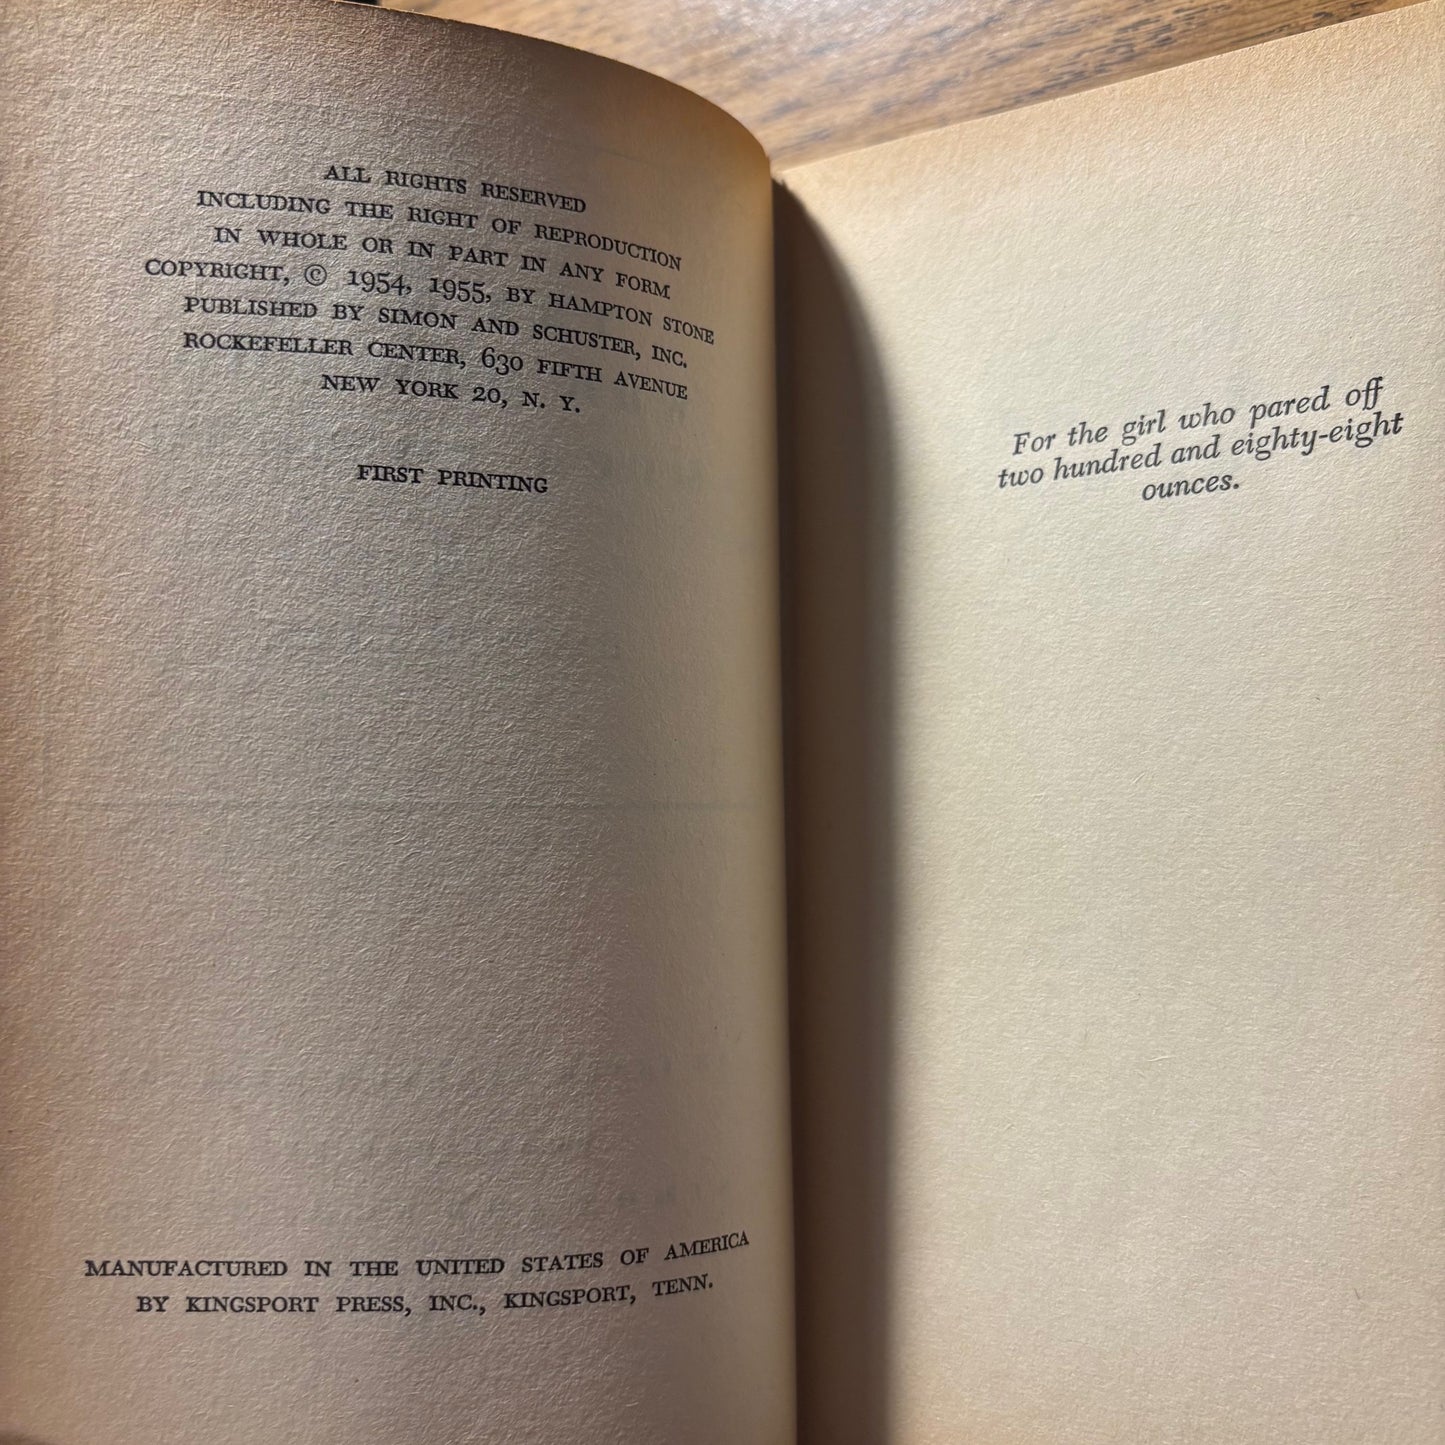 ALL RIGHTS RESERVED
INCLUDING THE RIGHT OF REPRODUCTION
IN WHOLE OR IN PART IN ANY FORM
COPYRIGHT, © 1954, 1955, BY HAMPTON STONE
PUBLISHED BY SIMON AND SCHUSTER, INC.
ROCKEFELLER CENTER, 630 FIFTH AVENUE
NEW YORK 20, N. Y.
FIRST PRINTING
MANUFACTURED IN THE UNITED STATES OF AMERICA
BY KINGSPORT PRESS, INC., KINGSPORT, TENN.
For the girl who pared off
two hundred and eighty-eight
ounces.